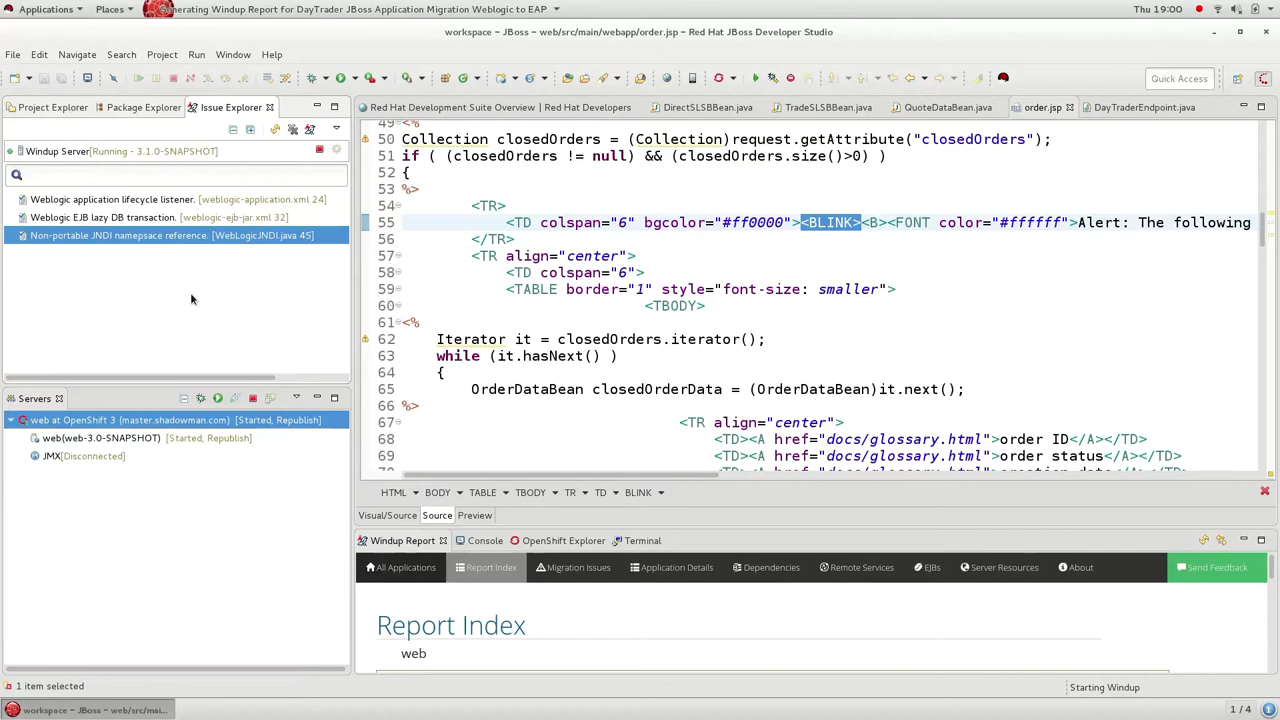 Applications Places Generating Windup Report for DayTrader JBoss Application Migration Weblogic to EAP Thu 19:00
workspace – JBoss – web/src/main/webapp/order.jsp – Red Hat JBoss Developer Studio
File Edit Navigate Search Project Run Window Help
Quick Access
Project Explorer Package Explorer Issue Explorer
Windup Server[Running - 3.1.0-SNAPSHOT]
Weblogic application lifecycle listener. [weblogic-application.xml 24]
Weblogic EJB lazy DB transaction. [weblogic-ejb-jar.xml 32]
Non-portable JNDI namepsace reference. [WebLogicJNDI.java 45]
Servers
web at OpenShift 3 (master.shadowman.com) [Started, Republish]
web(web-3.0-SNAPSHOT) [Started, Republish]
JMX[Disconnected]
Red Hat Development Suite Overview | Red Hat Developers DirectSLSBBean.java TradeSLSBBean.java QuoteDataBean.java order.jsp DayTraderEndpoint.java
49 <%
50 Collection closedOrders = (Collection)request.getAttribute("closedOrders");
51 if ( (closedOrders != null) && (closedOrders.size()>0) )
52 {
53 %>
54 <TR>
55 <TD colspan="6" bgcolor="#ff0000"><BLINK><B><FONT color="#ffffff">Alert: The following
56 </TR>
57 <TR align="center">
58 <TD colspan="6">
59 <TABLE border="1" style="font-size: smaller">
60 <TBODY>
61 <%
62 Iterator it = closedOrders.iterator();
63 while (it.hasNext() )
64 {
65 OrderDataBean closedOrderData = (OrderDataBean)it.next();
66 %>
67 <TR align="center">
68 <TD><A href="docs/glossary.html">order ID</A></TD>
69 <TD><A href="docs/glossary.html">order status</A></TD>
70 <TD><A href="docs/glossary.html">creation date</A></TD>
HTML BODY TABLE TBODY TR TD BLINK
Visual/Source Source Preview
Windup Report Console OpenShift Explorer Terminal
All Applications Report Index Migration Issues Application Details Dependencies Remote Services EJBs Server Resources About Send Feedback
Report Index
web
1 item selected Starting Windup
workspace – JBoss – web/src/mai... 1 / 4 1